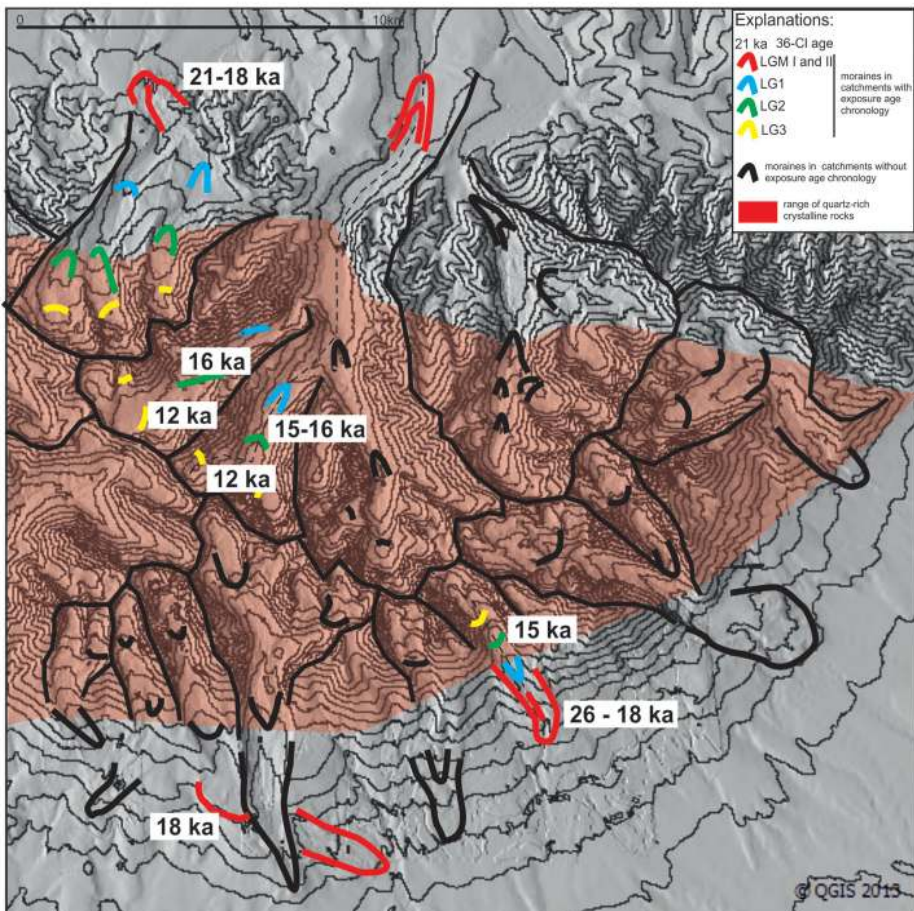 0
10km
Explanations:
21 ka 36-Cl age
LGM I and II
LG1
LG2
LG3
moraines in
catchments with
exposure age
chronology
moraines in catchments without
exposure age chronology
range of quartz-rich
crystalline rocks
21-18 ka
16 ka
12 ka
15-16 ka
12 ka
15 ka
26 - 18 ka
18 ka
© QGIS 2013